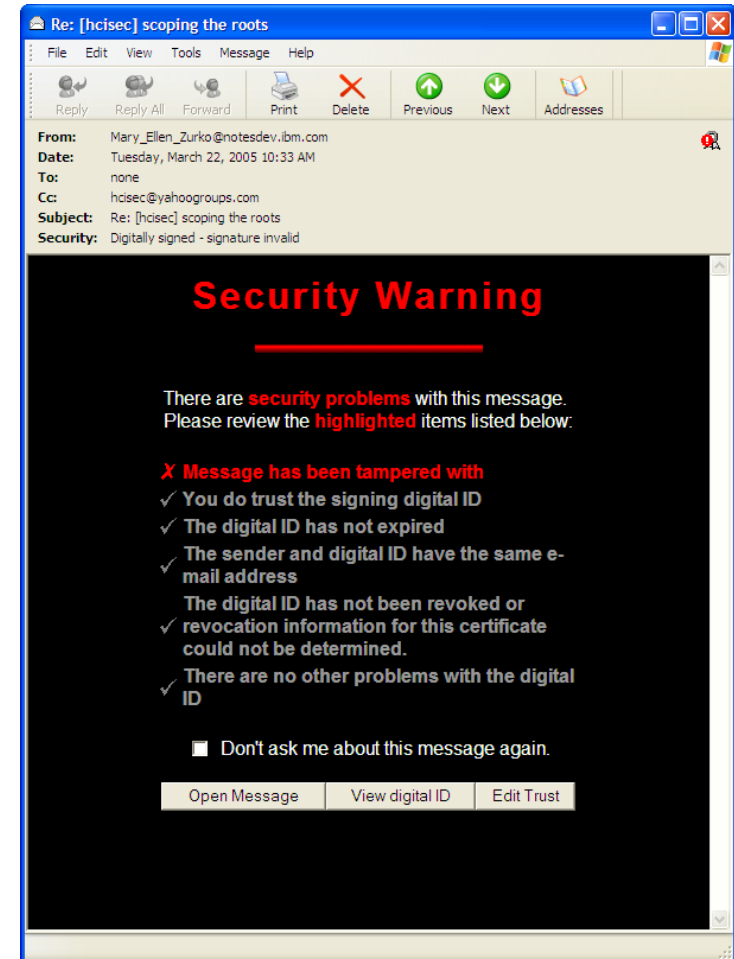 Re: [hcisec] scoping the roots
File Edit View Tools Message Help
Reply Reply All Forward Print Delete Previous Next Addresses
From: Mary_Ellen_Zurko@notesdev.ibm.com
Date: Tuesday, March 22, 2005 10:33 AM
To: none
Cc: hcisec@yahoogroups.com
Subject: Re: [hcisec] scoping the roots
Security: Digitally signed - signature invalid
Security Warning
There are security problems with this message.
Please review the highlighted items listed below:
✗ Message has been tampered with
✓ You do trust the signing digital ID
✓ The digital ID has not expired
The sender and digital ID have the same e-
✓ mail address
The digital ID has not been revoked or
✓ revocation information for this certificate
could not be determined.
There are no other problems with the digital
✓ ID
Don't ask me about this message again.
Open Message View digital ID Edit Trust